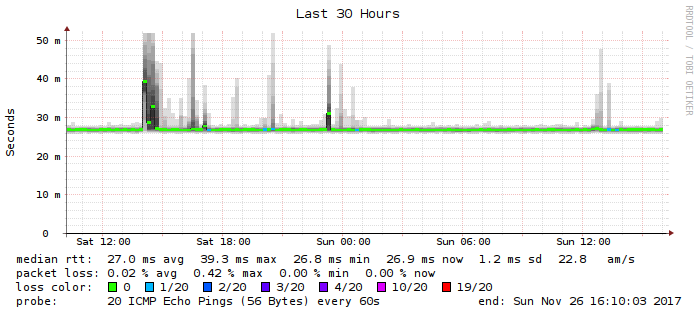 Last 30 Hours
RRDTOOL / TOBI OETIKER
Seconds
50 m
40 m
30 m
20 m
10 m
0
Sat 12:00 Sat 18:00 Sun 00:00 Sun 06:00 Sun 12:00
median rtt: 27.0 ms avg 39.3 ms max 26.8 ms min 26.9 ms now 1.2 ms sd 22.8 am/s
packet loss: 0.02 % avg 0.42 % max 0.00 % min 0.00 % now
loss color: 0 1/20 2/20 3/20 4/20 10/20 19/20
probe: 20 ICMP Echo Pings (56 Bytes) every 60s end: Sun Nov 26 16:10:03 2017